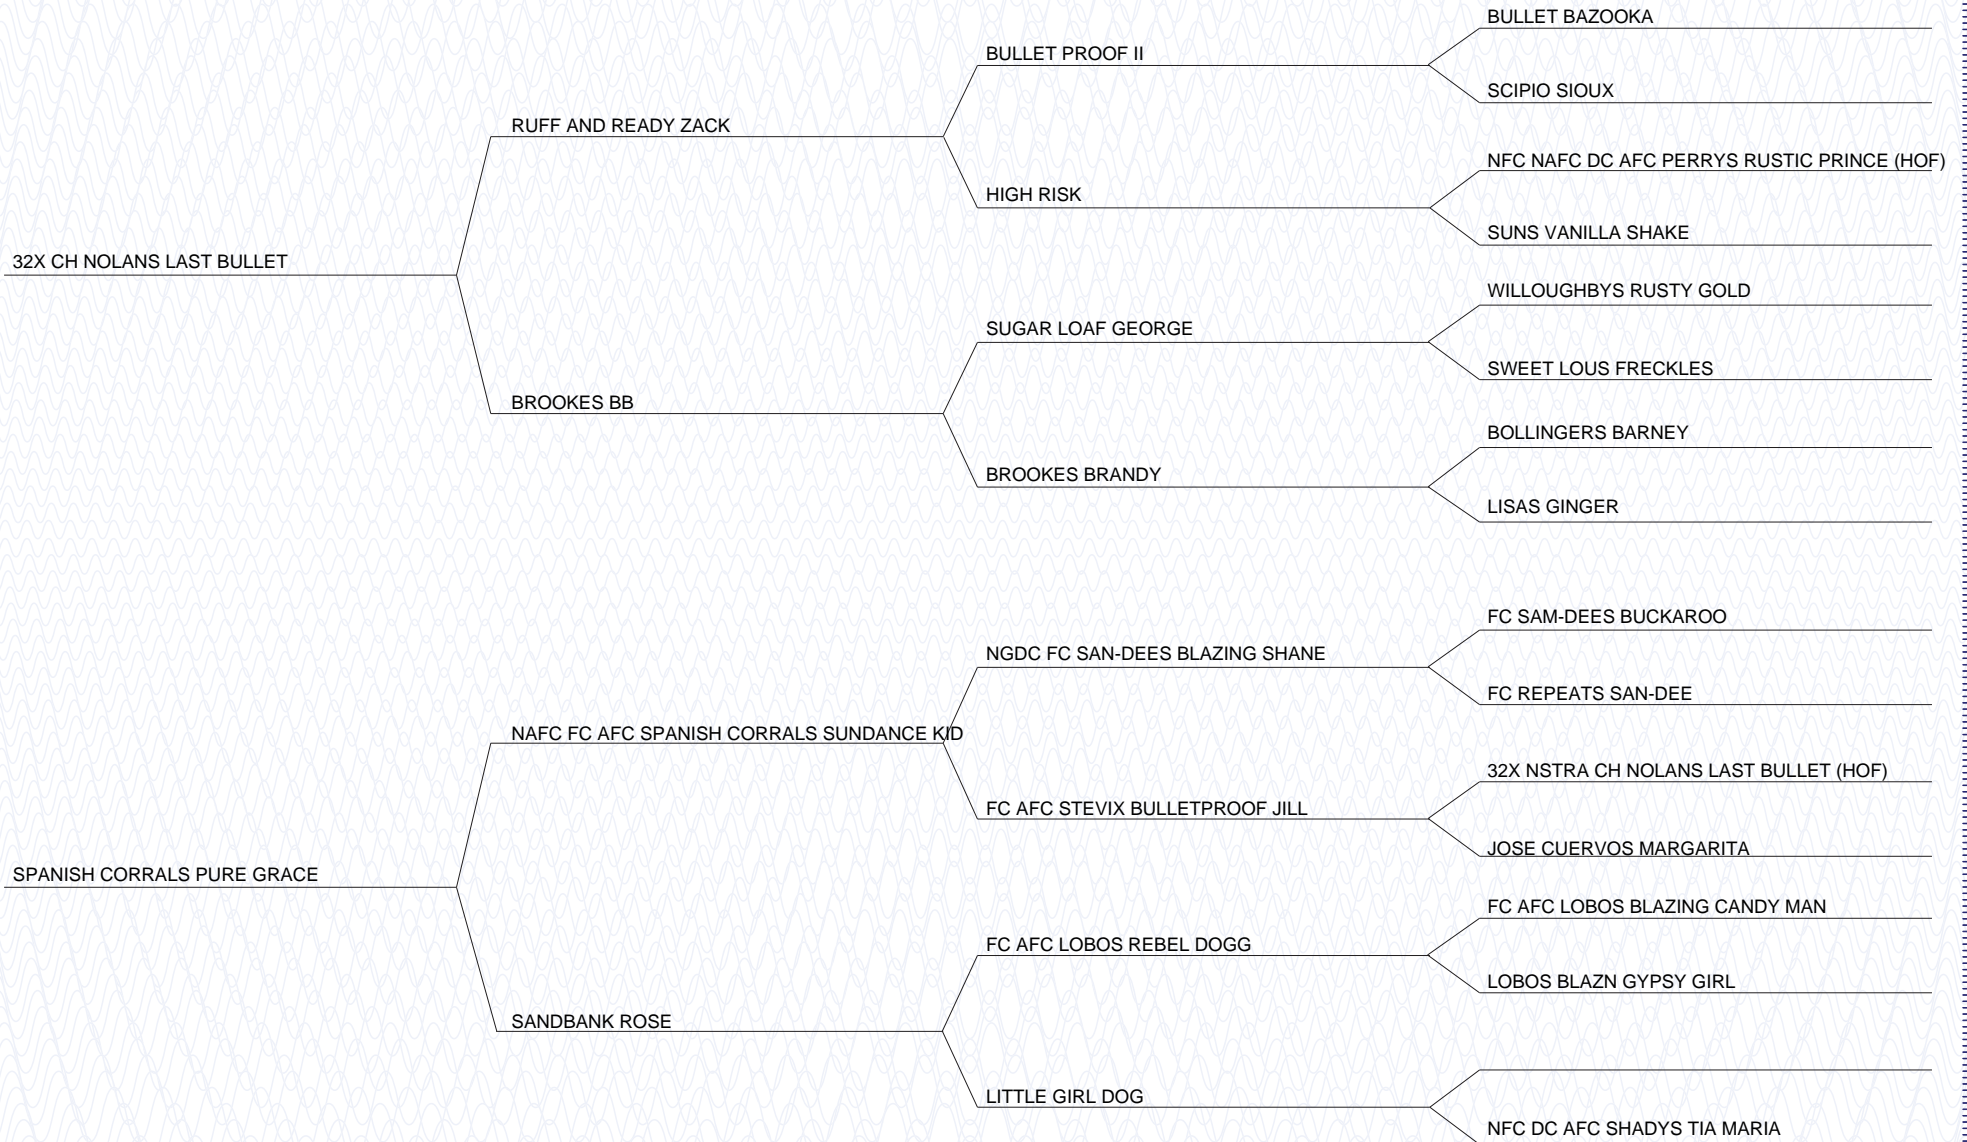 BULLET BAZOOKA
BULLET PROOF II
SCIPIO SIOUX
RUFF AND READY ZACK
NFC NAFC DC AFC PERRYS RUSTIC PRINCE (HOF)
HIGH RISK
SUNS VANILLA SHAKE
32X CH NOLANS LAST BULLET
WILLOUGHBYS RUSTY GOLD
SUGAR LOAF GEORGE
SWEET LOUS FRECKLES
BROOKES BB
BOLLINGERS BARNEY
BROOKES BRANDY
LISAS GINGER
FC SAM-DEES BUCKAROO
NGDC FC SAN-DEES BLAZING SHANE
FC REPEATS SAN-DEE
NAFC FC AFC SPANISH CORRALS SUNDANCE KID
32X NSTRA CH NOLANS LAST BULLET (HOF)
FC AFC STEVIX BULLETPROOF JILL
JOSE CUERVOS MARGARITA
SPANISH CORRALS PURE GRACE
FC AFC LOBOS BLAZING CANDY MAN
FC AFC LOBOS REBEL DOGG
LOBOS BLAZN GYPSY GIRL
SANDBANK ROSE
LITTLE GIRL DOG
NFC DC AFC SHADYS TIA MARIA